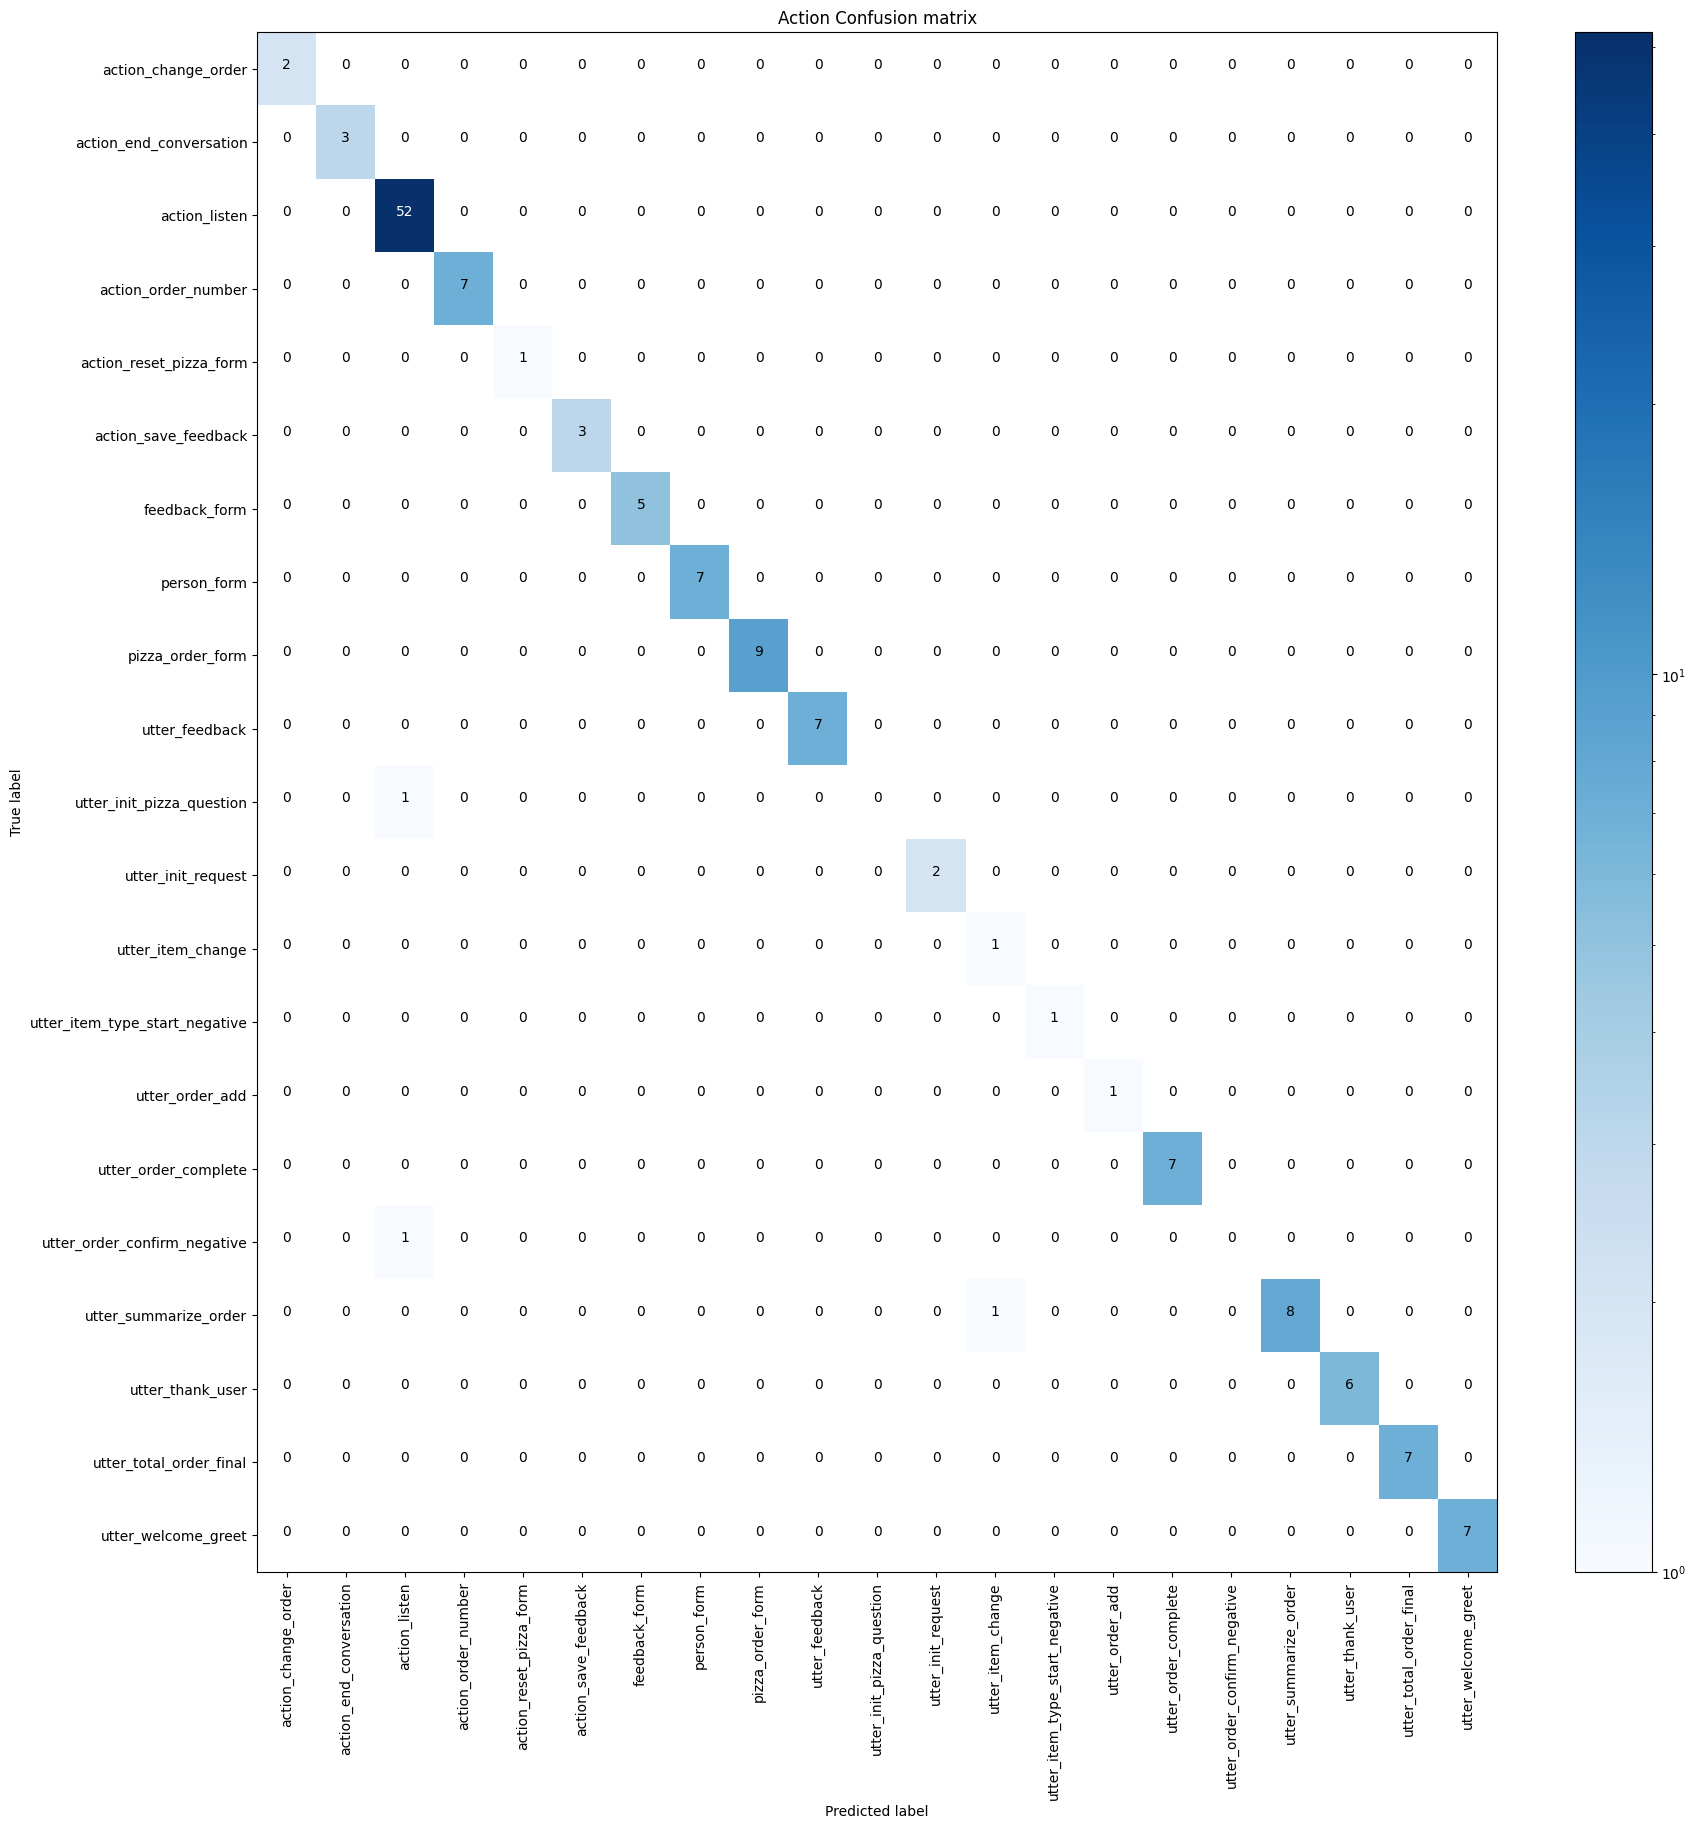 Action Confusion matrix
action_change_order 2 0 0 0 0 0 0 0 0 0 0 0 0 0 0 0 0 0 0 0 0
action_end_conversation 0 3 0 0 0 0 0 0 0 0 0 0 0 0 0 0 0 0 0 0 0
action_listen 0 0 52 0 0 0 0 0 0 0 0 0 0 0 0 0 0 0 0 0 0
action_order_number 0 0 0 7 0 0 0 0 0 0 0 0 0 0 0 0 0 0 0 0 0
action_reset_pizza_form 0 0 0 0 1 0 0 0 0 0 0 0 0 0 0 0 0 0 0 0 0
action_save_feedback 0 0 0 0 0 3 0 0 0 0 0 0 0 0 0 0 0 0 0 0 0
feedback_form 0 0 0 0 0 0 5 0 0 0 0 0 0 0 0 0 0 0 0 0 0
person_form 0 0 0 0 0 0 0 7 0 0 0 0 0 0 0 0 0 0 0 0 0
pizza_order_form 0 0 0 0 0 0 0 0 9 0 0 0 0 0 0 0 0 0 0 0 0
utter_feedback 0 0 0 0 0 0 0 0 0 7 0 0 0 0 0 0 0 0 0 0 0
utter_init_pizza_question 0 0 1 0 0 0 0 0 0 0 0 0 0 0 0 0 0 0 0 0 0
utter_init_request 0 0 0 0 0 0 0 0 0 0 0 2 0 0 0 0 0 0 0 0 0
utter_item_change 0 0 0 0 0 0 0 0 0 0 0 0 1 0 0 0 0 0 0 0 0
utter_item_type_start_negative 0 0 0 0 0 0 0 0 0 0 0 0 0 1 0 0 0 0 0 0 0
utter_order_add 0 0 0 0 0 0 0 0 0 0 0 0 0 0 1 0 0 0 0 0 0
utter_order_complete 0 0 0 0 0 0 0 0 0 0 0 0 0 0 0 7 0 0 0 0 0
utter_order_confirm_negative 0 0 1 0 0 0 0 0 0 0 0 0 0 0 0 0 0 0 0 0 0
utter_summarize_order 0 0 0 0 0 0 0 0 0 0 0 0 1 0 0 0 0 8 0 0 0
utter_thank_user 0 0 0 0 0 0 0 0 0 0 0 0 0 0 0 0 0 0 6 0 0
utter_total_order_final 0 0 0 0 0 0 0 0 0 0 0 0 0 0 0 0 0 0 0 7 0
utter_welcome_greet 0 0 0 0 0 0 0 0 0 0 0 0 0 0 0 0 0 0 0 0 7
True label
action_change_order
action_end_conversation
action_listen
action_order_number
action_reset_pizza_form
action_save_feedback
feedback_form
person_form
pizza_order_form
utter_feedback
utter_init_pizza_question
utter_init_request
utter_item_change
utter_item_type_start_negative
utter_order_add
utter_order_complete
utter_order_confirm_negative
utter_summarize_order
utter_thank_user
utter_total_order_final
utter_welcome_greet
Predicted label
10¹
10⁰